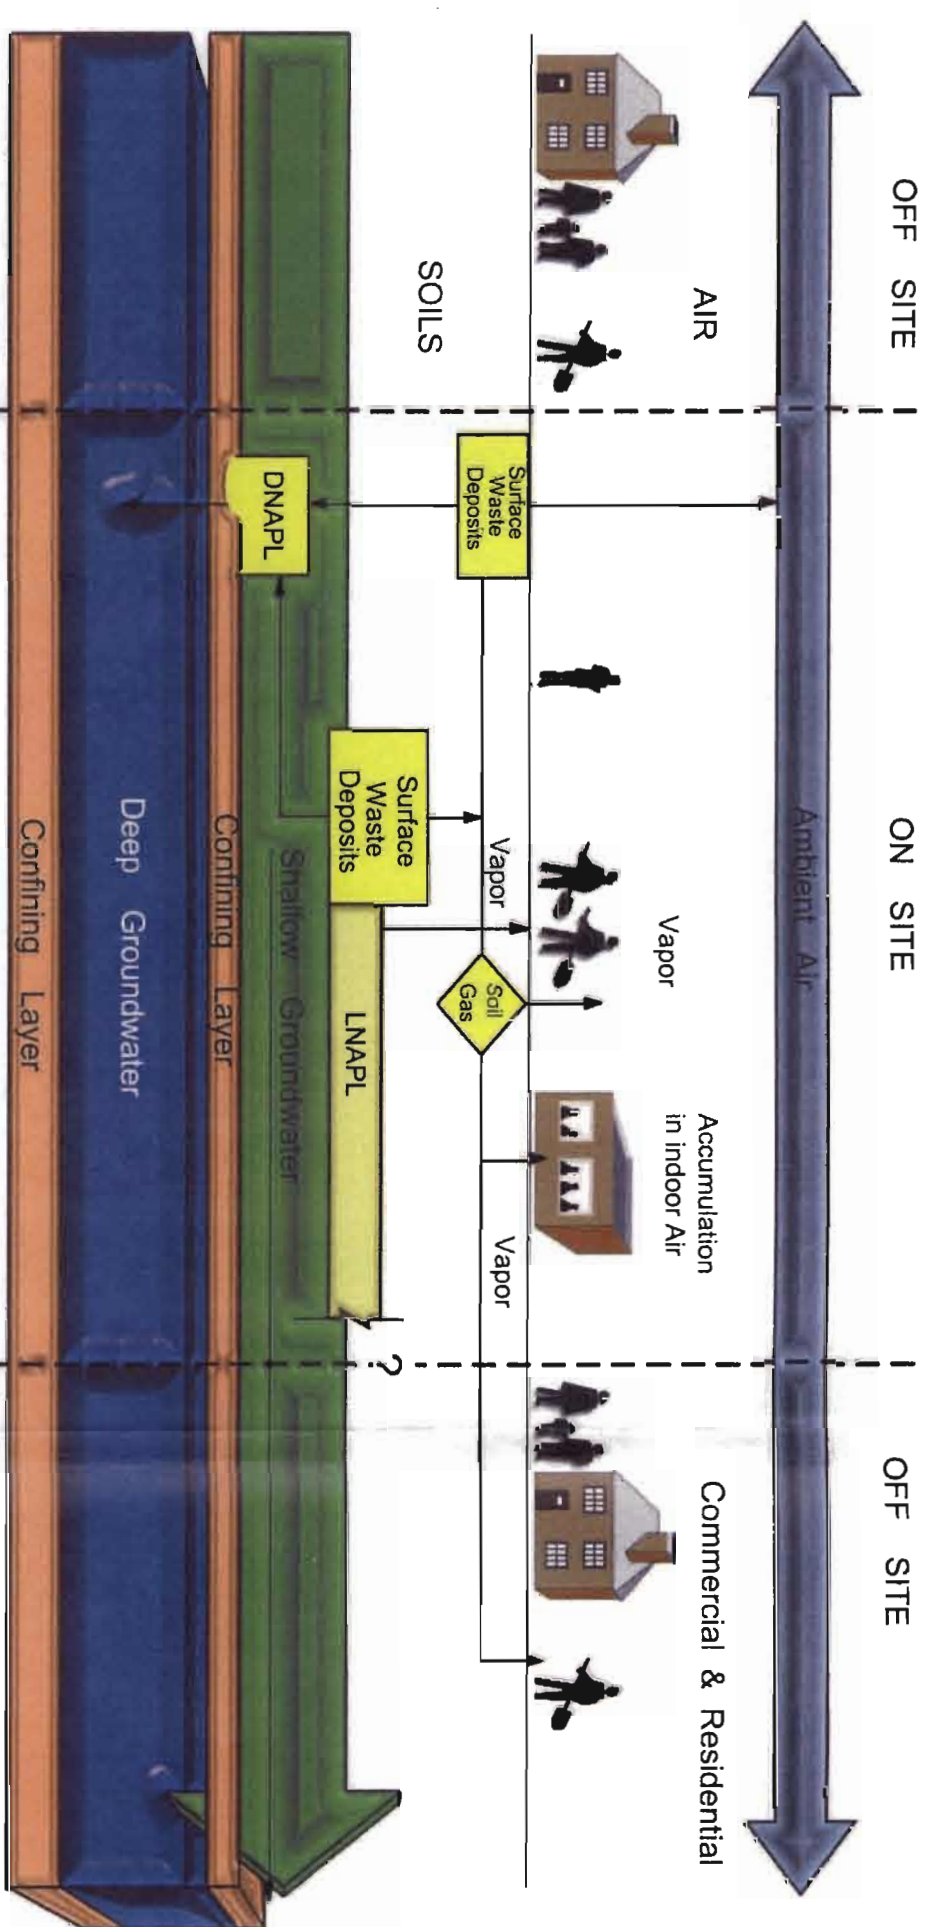 OFF SITE
ON SITE
OFF SITE
Ambient Air
AIR
Vapor
Accumulation
in indoor Air
Commercial & Residential
SOILS
Surface
Waste
Deposits
Vapor
Soil
Gas
Vapor
Surface
Waste
Deposits
LNAPL
?
DNAPL
Shallow Groundwater
Confining Layer
Deep Groundwater
Confining Layer